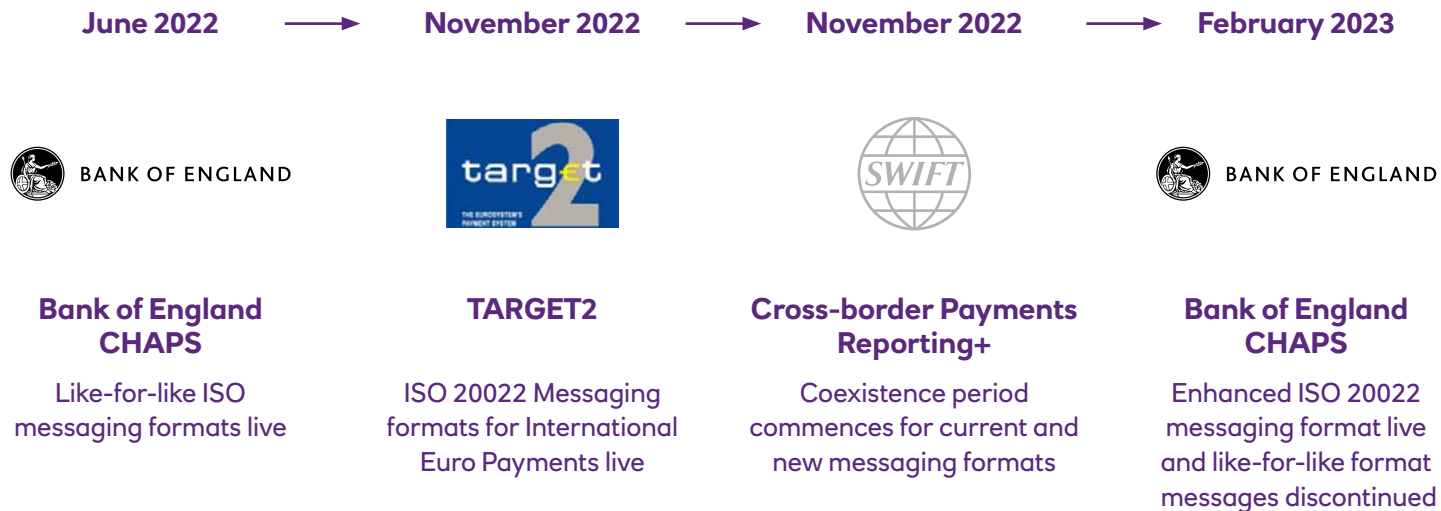 June 2022
November 2022
November 2022
February 2023
BANK OF ENGLAND
target
2
THE EUROSYSTEM'S
PAYMENT SYSTEM
SWIFT
BANK OF ENGLAND
Bank of England
CHAPS
Like-for-like ISO
messaging formats live
TARGET2
ISO 20022 Messaging
formats for International
Euro Payments live
Cross-border Payments
Reporting+
Coexistence period
commences for current and
new messaging formats
Bank of England
CHAPS
Enhanced ISO 20022
messaging format live
and like-for-like format
messages discontinued